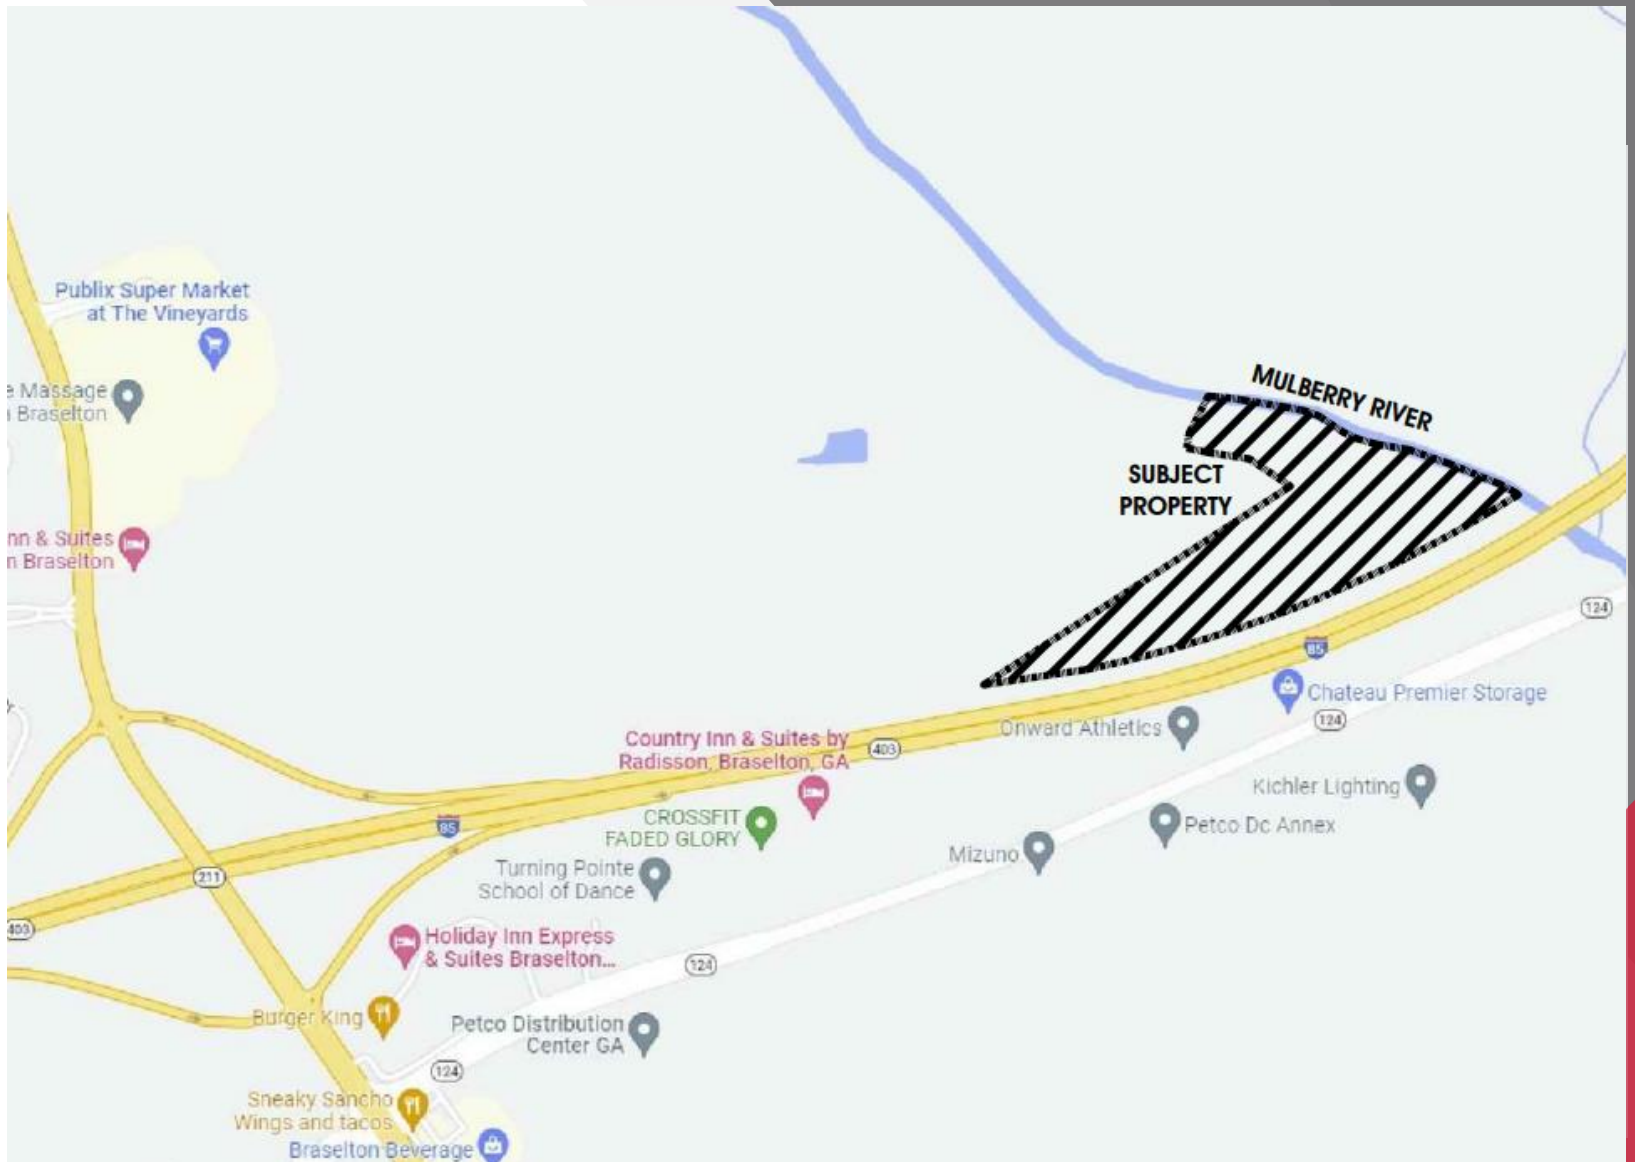 Publix Super Market
at The Vineyards
Massage
Braselton
MULBERRY RIVER
SUBJECT
PROPERTY
nn & Suites
n Braselton
124
85
Chateau Premier Storage
124
Onward Athletics
Country Inn & Suites by
Radisson, Braselton, GA
403
Kichler Lighting
CROSSFIT
FADED GLORY
85
Petco Dc Annex
Mizuno
Turning Pointe
School of Dance
211
403
Holiday Inn Express
& Suites Braselton...
124
Burger King
Petco Distribution
Center GA
124
Sneaky Sancho
Wings and tacos
Braselton Beverage